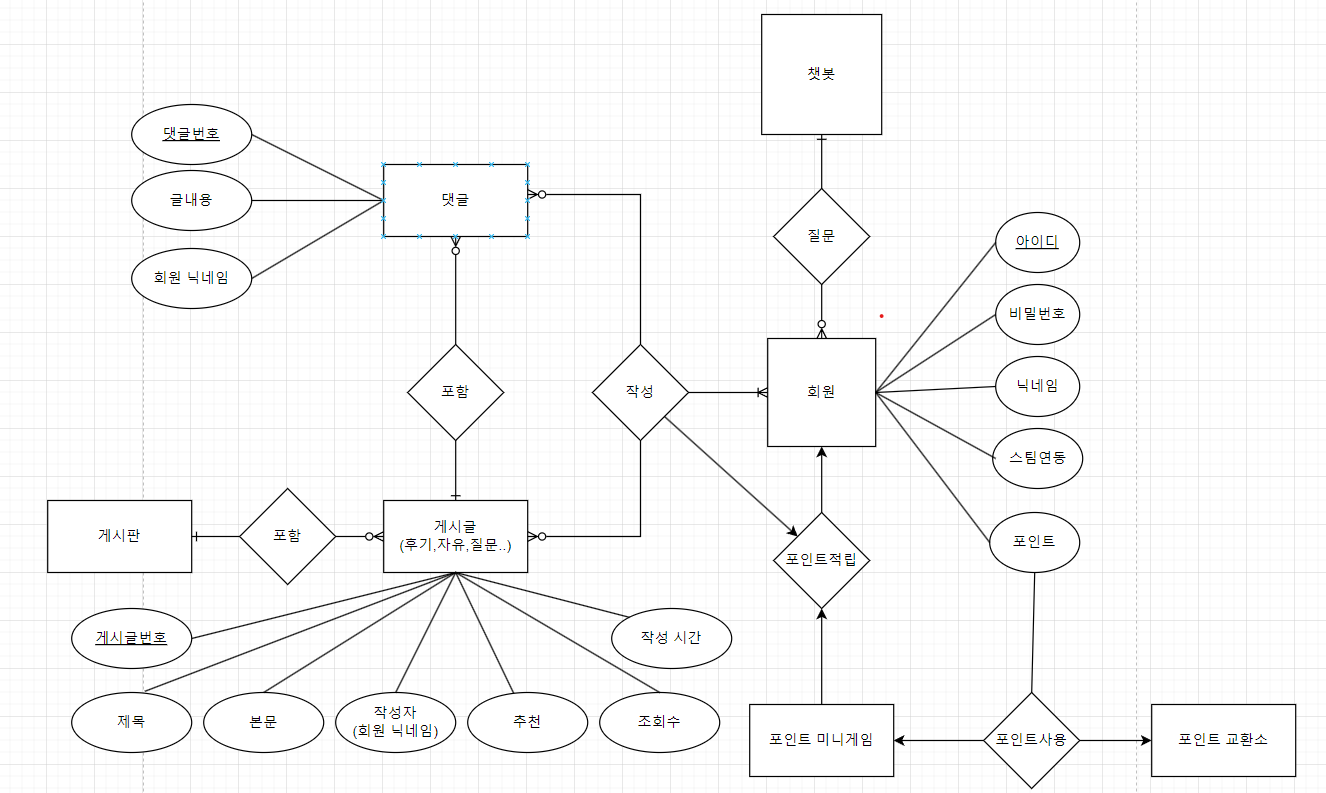 챗봇
댓글번호
글내용
댓글
회원 닉네임
질문
아이디
비밀번호
닉네임
스팀연동
포인트
포함
작성
회원
게시판
포함
게시글
(후기,자유,질문..)
포인트적립
게시글번호
작성 시간
제목
본문
작성자
(회원 닉네임)
추천
조회수
포인트 미니게임
포인트사용
포인트 교환소